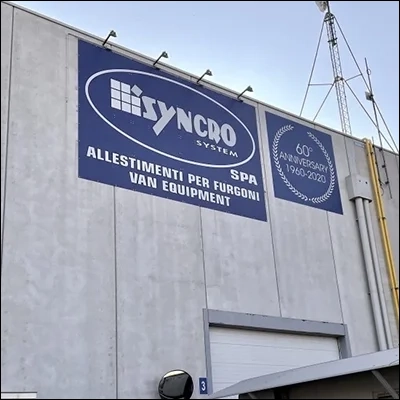 SYNCRO
SYSTEM
SPA
ALLESTIMENTI PER FURGONI
VAN EQUIPMENT
60°
ANNIVERSARY
1960-2020
3